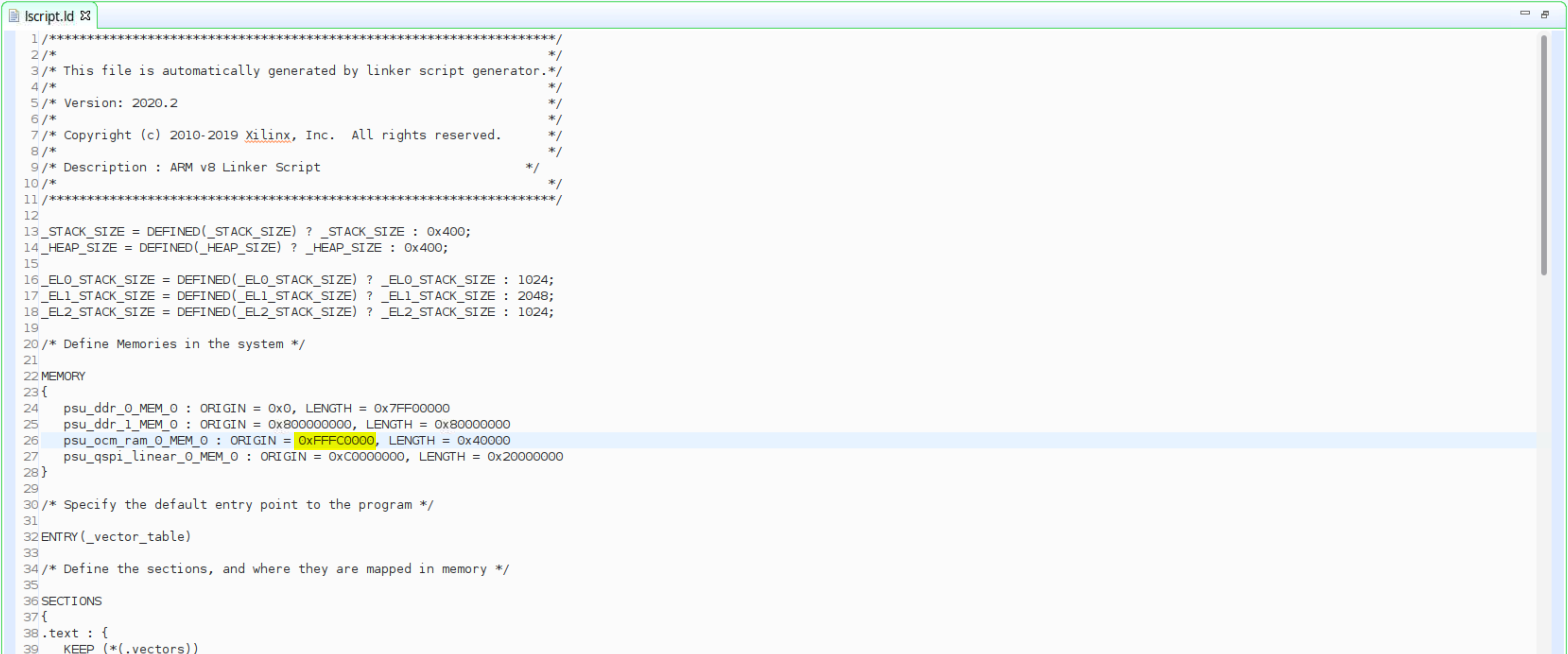 lscript.ld
1 /*******************************************************************/
2 /* */
3 /* This file is automatically generated by linker script generator.*/
4 /* */
5 /* Version: 2020.2 */
6 /* */
7 /* Copyright (c) 2010-2019 Xilinx, Inc.  All rights reserved. */
8 /* */
9 /* Description : ARM v8 Linker Script */
10 /* */
11 /*******************************************************************/
12
13 _STACK_SIZE = DEFINED(_STACK_SIZE) ? _STACK_SIZE : 0x400;
14 _HEAP_SIZE = DEFINED(_HEAP_SIZE) ? _HEAP_SIZE : 0x400;
15
16 _EL0_STACK_SIZE = DEFINED(_EL0_STACK_SIZE) ? _EL0_STACK_SIZE : 1024;
17 _EL1_STACK_SIZE = DEFINED(_EL1_STACK_SIZE) ? _EL1_STACK_SIZE : 2048;
18 _EL2_STACK_SIZE = DEFINED(_EL2_STACK_SIZE) ? _EL2_STACK_SIZE : 1024;
19
20 /* Define Memories in the system */
21
22 MEMORY
23 {
24    psu_ddr_0_MEM_0 : ORIGIN = 0x0, LENGTH = 0x7FF00000
25    psu_ddr_1_MEM_0 : ORIGIN = 0x800000000, LENGTH = 0x80000000
26    psu_ocm_ram_0_MEM_0 : ORIGIN = 0xFFFC0000, LENGTH = 0x40000
27    psu_qspi_linear_0_MEM_0 : ORIGIN = 0xC0000000, LENGTH = 0x20000000
28 }
29
30 /* Specify the default entry point to the program */
31
32 ENTRY(_vector_table)
33
34 /* Define the sections, and where they are mapped in memory */
35
36 SECTIONS
37 {
38 .text : {
39    KEEP (*(.vectors))